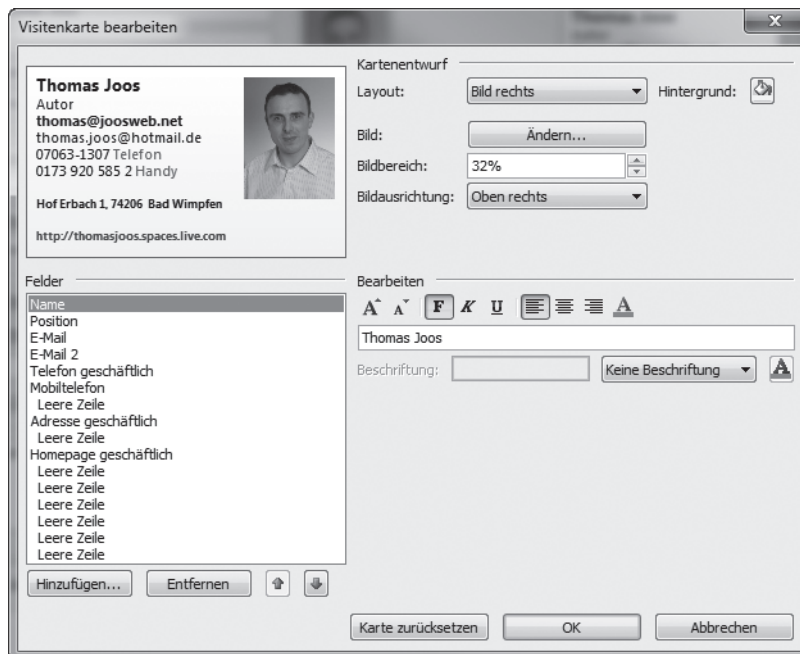 Visitenkarte bearbeiten
Thomas Joos
Autor
thomas@joosweb.net
thomas.joos@hotmail.de
07063-1307 Telefon
0173 920 585 2 Handy
Hof Erbach 1, 74206 Bad Wimpfen
http://thomasjoos.spaces.live.com
Kartenentwurf
Layout: Bild rechts Hintergrund:
Bild: Ändern...
Bildbereich: 32%
Bildausrichtung: Oben rechts
Felder
Name
Position
E-Mail
E-Mail 2
Telefon geschäftlich
Mobiltelefon
Leere Zeile
Adresse geschäftlich
Leere Zeile
Homepage geschäftlich
Leere Zeile
Leere Zeile
Leere Zeile
Leere Zeile
Leere Zeile
Leere Zeile
Hinzufügen... Entfernen
Bearbeiten
A A F K U A
Thomas Joos
Beschriftung: Keine Beschriftung A
Karte zurücksetzen OK Abbrechen